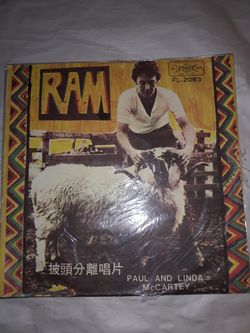 RAM
FL-2063
披頭分離唱片
PAUL AND LINDA
McCARTEY